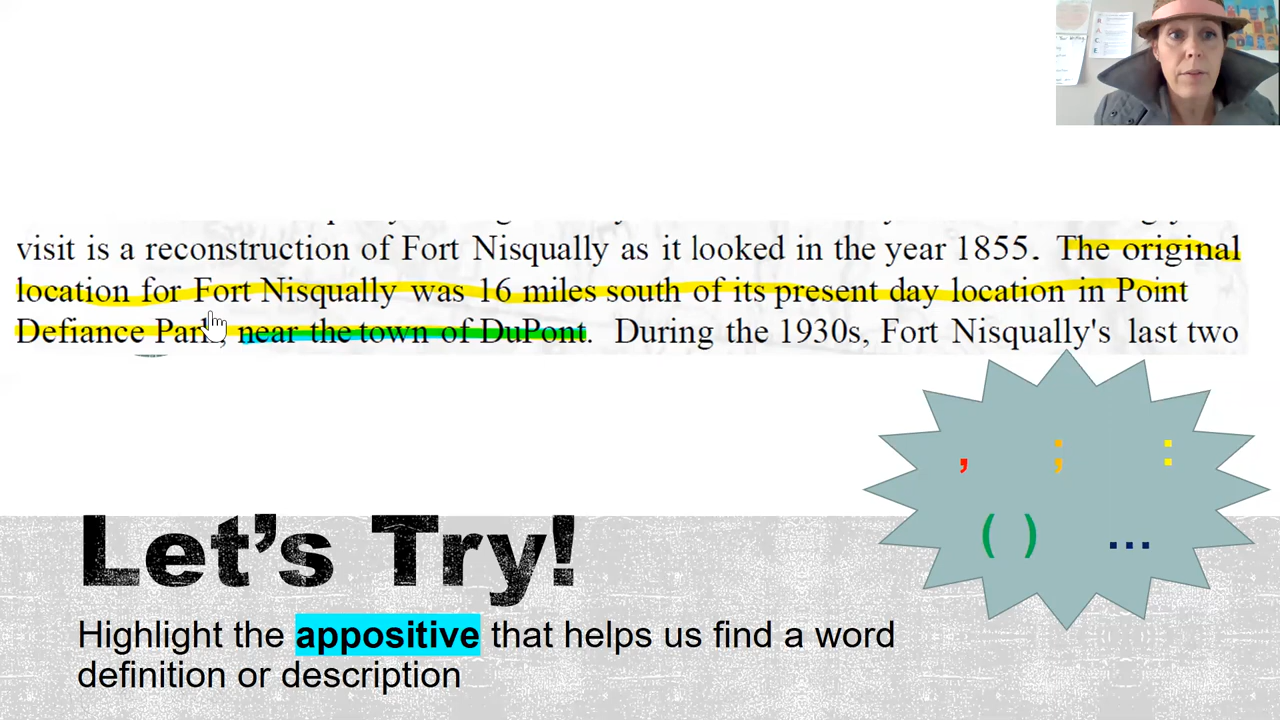 visit is a reconstruction of Fort Nisqually as it looked in the year 1855. The original
location for Fort Nisqually was 16 miles south of its present day location in Point
Defiance Park, near the town of DuPont. During the 1930s, Fort Nisqually's last two
, ; :
( ) ...
Let's Try!
Highlight the appositive that helps us find a word
definition or description